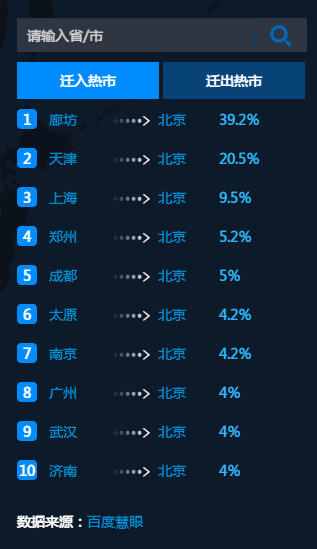 请输入省/市
迁入热市 迁出热市
1 廊坊 北京 39.2%
2 天津 北京 20.5%
3 上海 北京 9.5%
4 郑州 北京 5.2%
5 成都 北京 5%
6 太原 北京 4.2%
7 南京 北京 4.2%
8 广州 北京 4%
9 武汉 北京 4%
10 济南 北京 4%
数据来源：百度慧眼